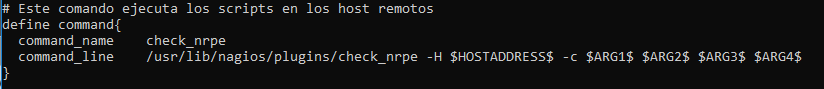 # Este comando ejecuta los scripts en los host remotos
define command{
command_name    check_nrpe
command_line    /usr/lib/nagios/plugins/check_nrpe -H $HOSTADDRESS$ -c $ARG1$ $ARG2$ $ARG3$ $ARG4$
}